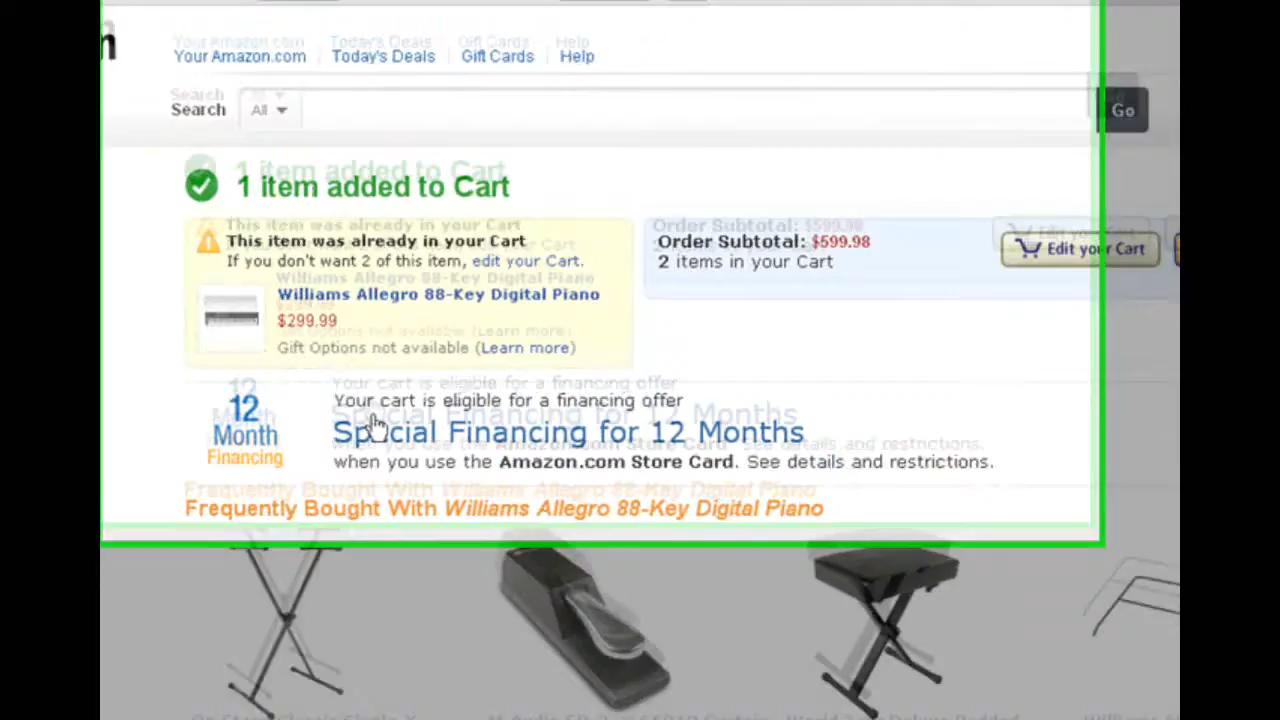 Your Amazon.com Today's Deals Gift Cards Help
Search All Go
1 item added to Cart
This item was already in your Cart
If you don't want 2 of this item, edit your Cart.
Williams Allegro 88-Key Digital Piano
$299.99
Gift Options not available (Learn more)
Order Subtotal: $599.98
2 items in your Cart
Edit your Cart
12
Month
Financing
Your cart is eligible for a financing offer
Special Financing for 12 Months
when you use the Amazon.com Store Card. See details and restrictions.
Frequently Bought With Williams Allegro 88-Key Digital Piano